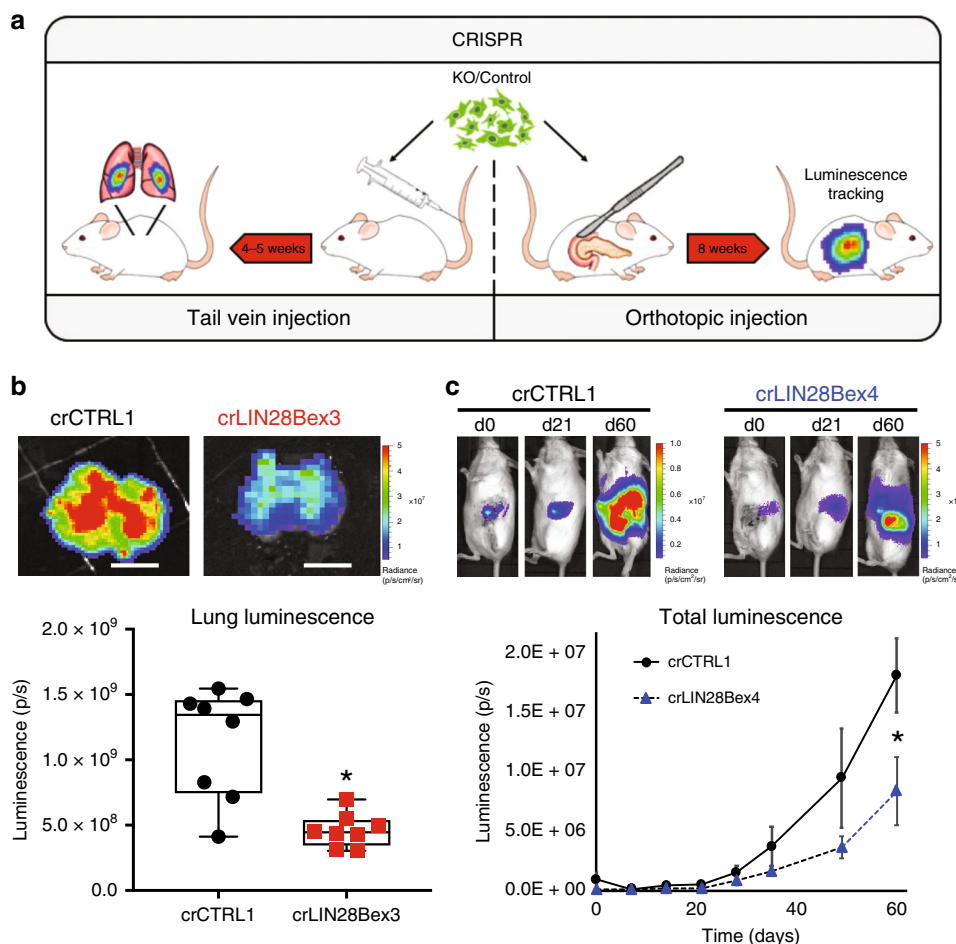 a
CRISPR
KO/Control
Luminescence
tracking
4–5 weeks
8 weeks
Tail vein injection
Orthotopic injection
b
crCTRL1
crLIN28Bex3
5
4
3
2
1
×10⁷
Radiance
(p/s/cm²/sr)
Lung luminescence
Luminescence (p/s)
2.0 × 10⁹
1.5 × 10⁹
1.0 × 10⁹
5.0 × 10⁸
0.0
*
crCTRL1
crLIN28Bex3
c
crCTRL1
d0 d21 d60
1.0
0.8
0.6
0.4
0.2
×10⁷
Radiance
(p/s/cm²/sr)
crLIN28Bex4
d0 d21 d60
5
4
3
2
1
Radiance
Total luminescence
Luminescence (p/s)
2.0E + 07
1.5E + 07
1.0E + 07
5.0E + 06
0.0E + 00
crCTRL1
crLIN28Bex4
*
0 20 40 60
Time (days)